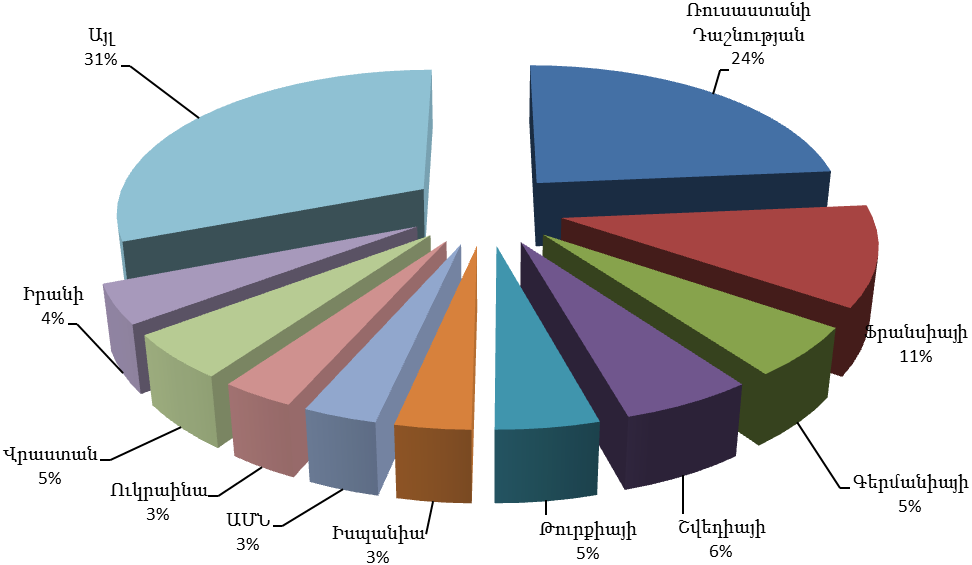 Այլ
31%
Ռուսաստանի
Դաշնության
24%
Ֆրանսիայի
11%
Գերմանիայի
5%
Շվեդիայի
6%
Թուրքիայի
5%
Իսպանիա
3%
ԱՄՆ
3%
Ուկրաինա
3%
Վրաստան
5%
Իրանի
4%